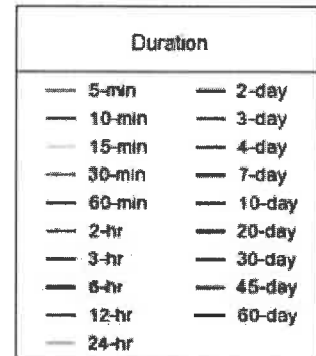 Duration
5-min 2-day
10-min 3-day
15-min 4-day
30-min 7-day
60-min 10-day
2-hr 20-day
3-hr 30-day
6-hr 45-day
12-hr 60-day
24-hr